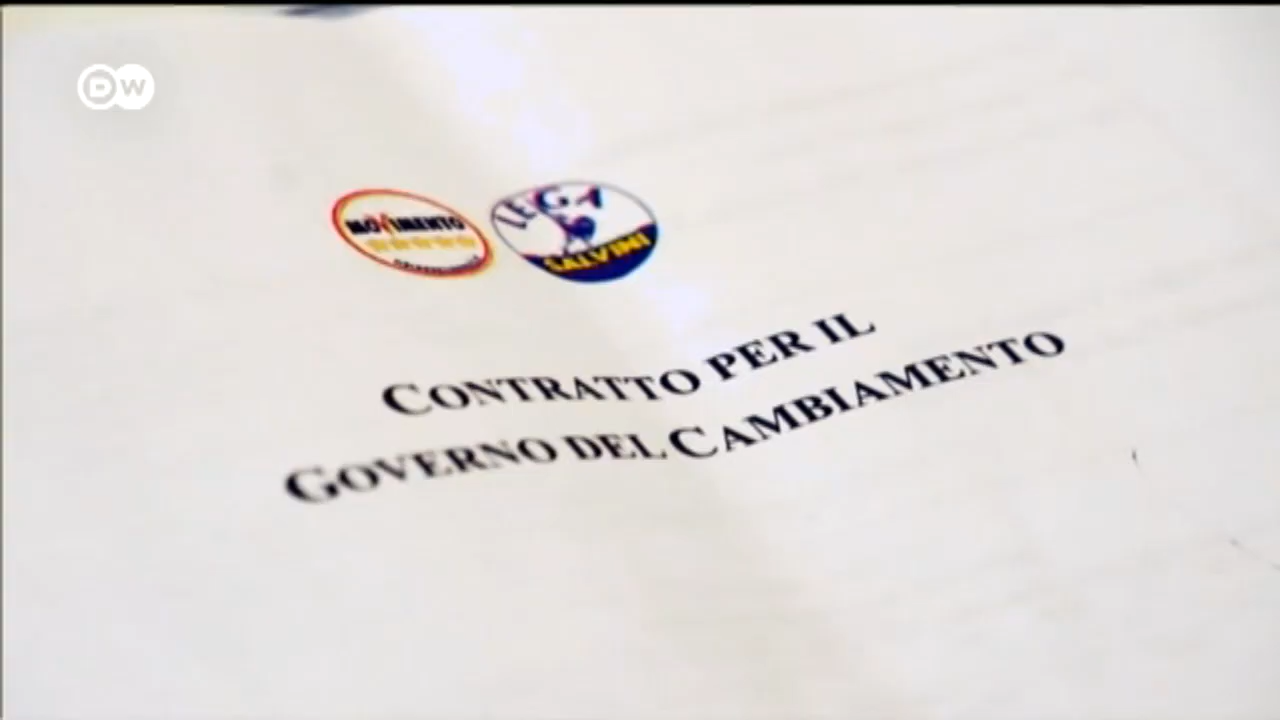 DW
MOVIMENTO
LEGA
SALVINI
CONTRATTO PER IL
GOVERNO DEL CAMBIAMENTO